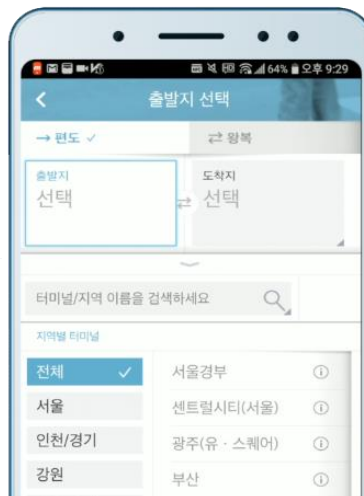 64% 오후 9:29
출발지 선택
→ 편도 ✓ ⇄ 왕복
출발지 도착지
선택 ⇄ 선택
터미널/지역 이름을 검색하세요
지역별 터미널
전체 ✓ 서울경부
서울 센트럴시티(서울)
인천/경기 광주(유 · 스퀘어)
강원 부산